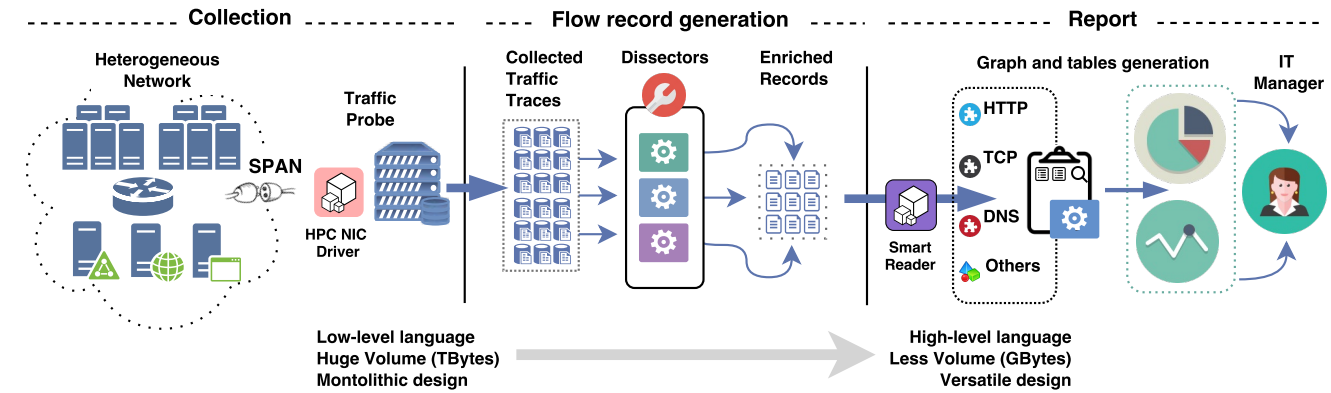 Collection
Flow record generation
Report
Heterogeneous
Network
SPAN
Traffic
Probe
HPC NIC
Driver
Collected
Traffic
Traces
Dissectors
Enriched
Records
Graph and tables generation
IT
Manager
HTTP
TCP
DNS
Others
Smart
Reader
Low-level language
Huge Volume (TBytes)
Montolithic design
High-level language
Less Volume (GBytes)
Versatile design